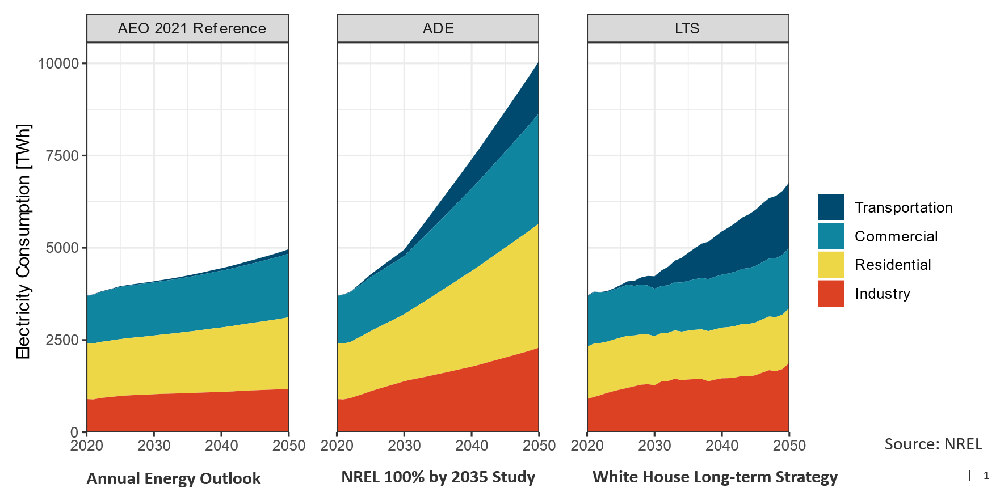 AEO 2021 Reference
ADE
LTS
Electricity Consumption [TWh]
10000
7500
5000
2500
0
2020 2030 2040 2050
2020 2030 2040 2050
2020 2030 2040 2050
Transportation
Commercial
Residential
Industry
Source: NREL
Annual Energy Outlook
NREL 100% by 2035 Study
White House Long-term Strategy
| 1